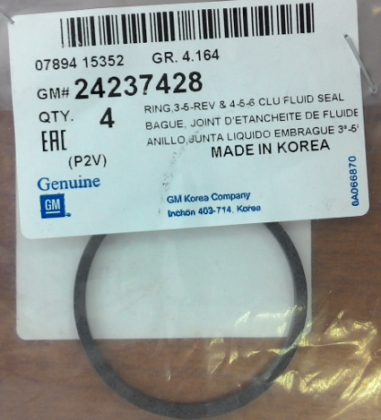 07894 15352 GR. 4.164
GM# 24237428
QTY. 4
RING,3-5-REV & 4-5-6 CLU FLUID SEAL
BAGUE, JOINT D'ETANCHEITE DE FLUIDE
ANILLO,JUNTA LIQUIDO EMBRAGUE 3ª-5ª
EAC
(P2V)
MADE IN KOREA
Genuine
GM
GM Korea Company
Inchon 403-714, Korea
0A066870